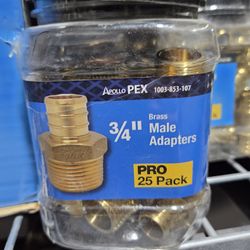 APOLLO PEX
1003-853-107
3/4" Brass
Male
Adapters
PRO
25 Pack